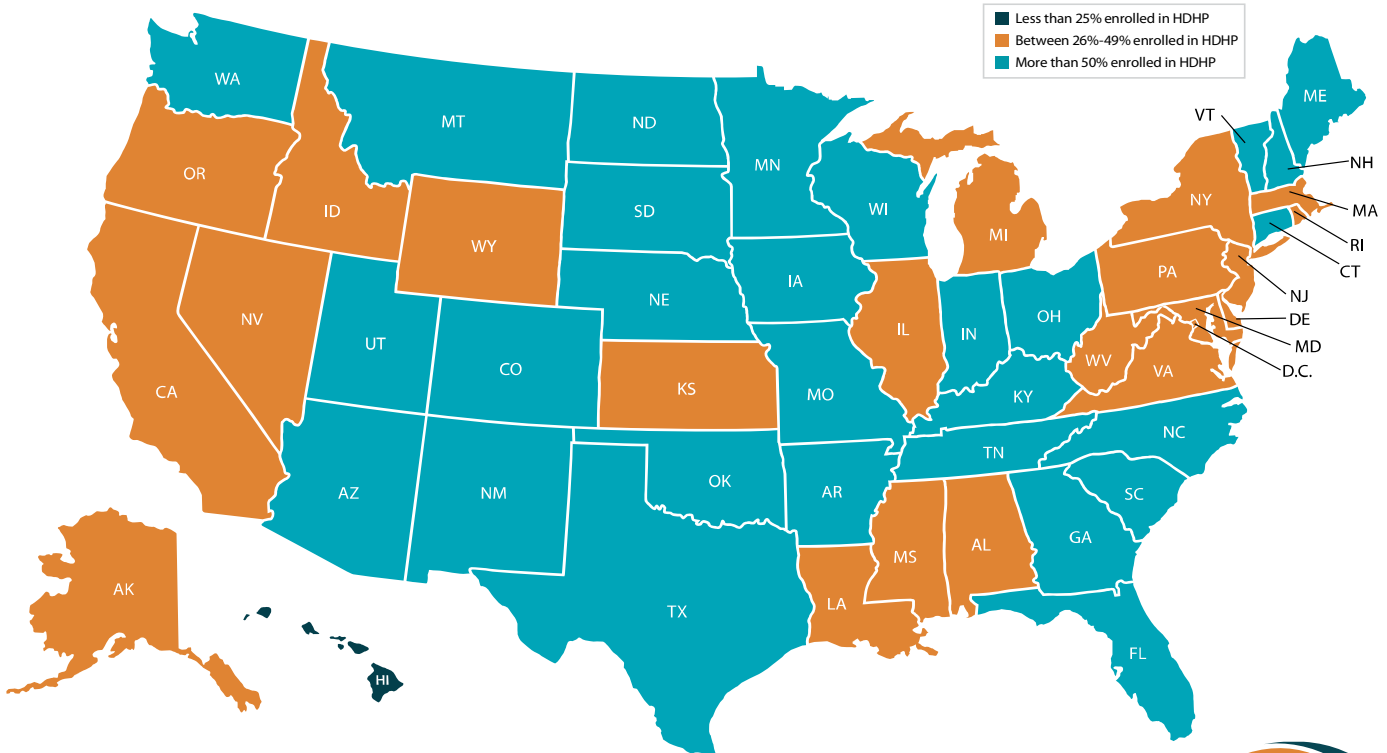 Less than 25% enrolled in HDHP
Between 26%-49% enrolled in HDHP
More than 50% enrolled in HDHP
WA
MT
ND
MN
ME
VT
NH
OR
ID
WY
SD
WI
MI
NY
MA
RI
CT
NV
UT
CO
NE
IA
IL
IN
OH
PA
NJ
DE
MD
D.C.
CA
KS
MO
KY
WV
VA
AZ
NM
OK
AR
TN
NC
SC
TX
LA
MS
AL
GA
FL
AK
HI